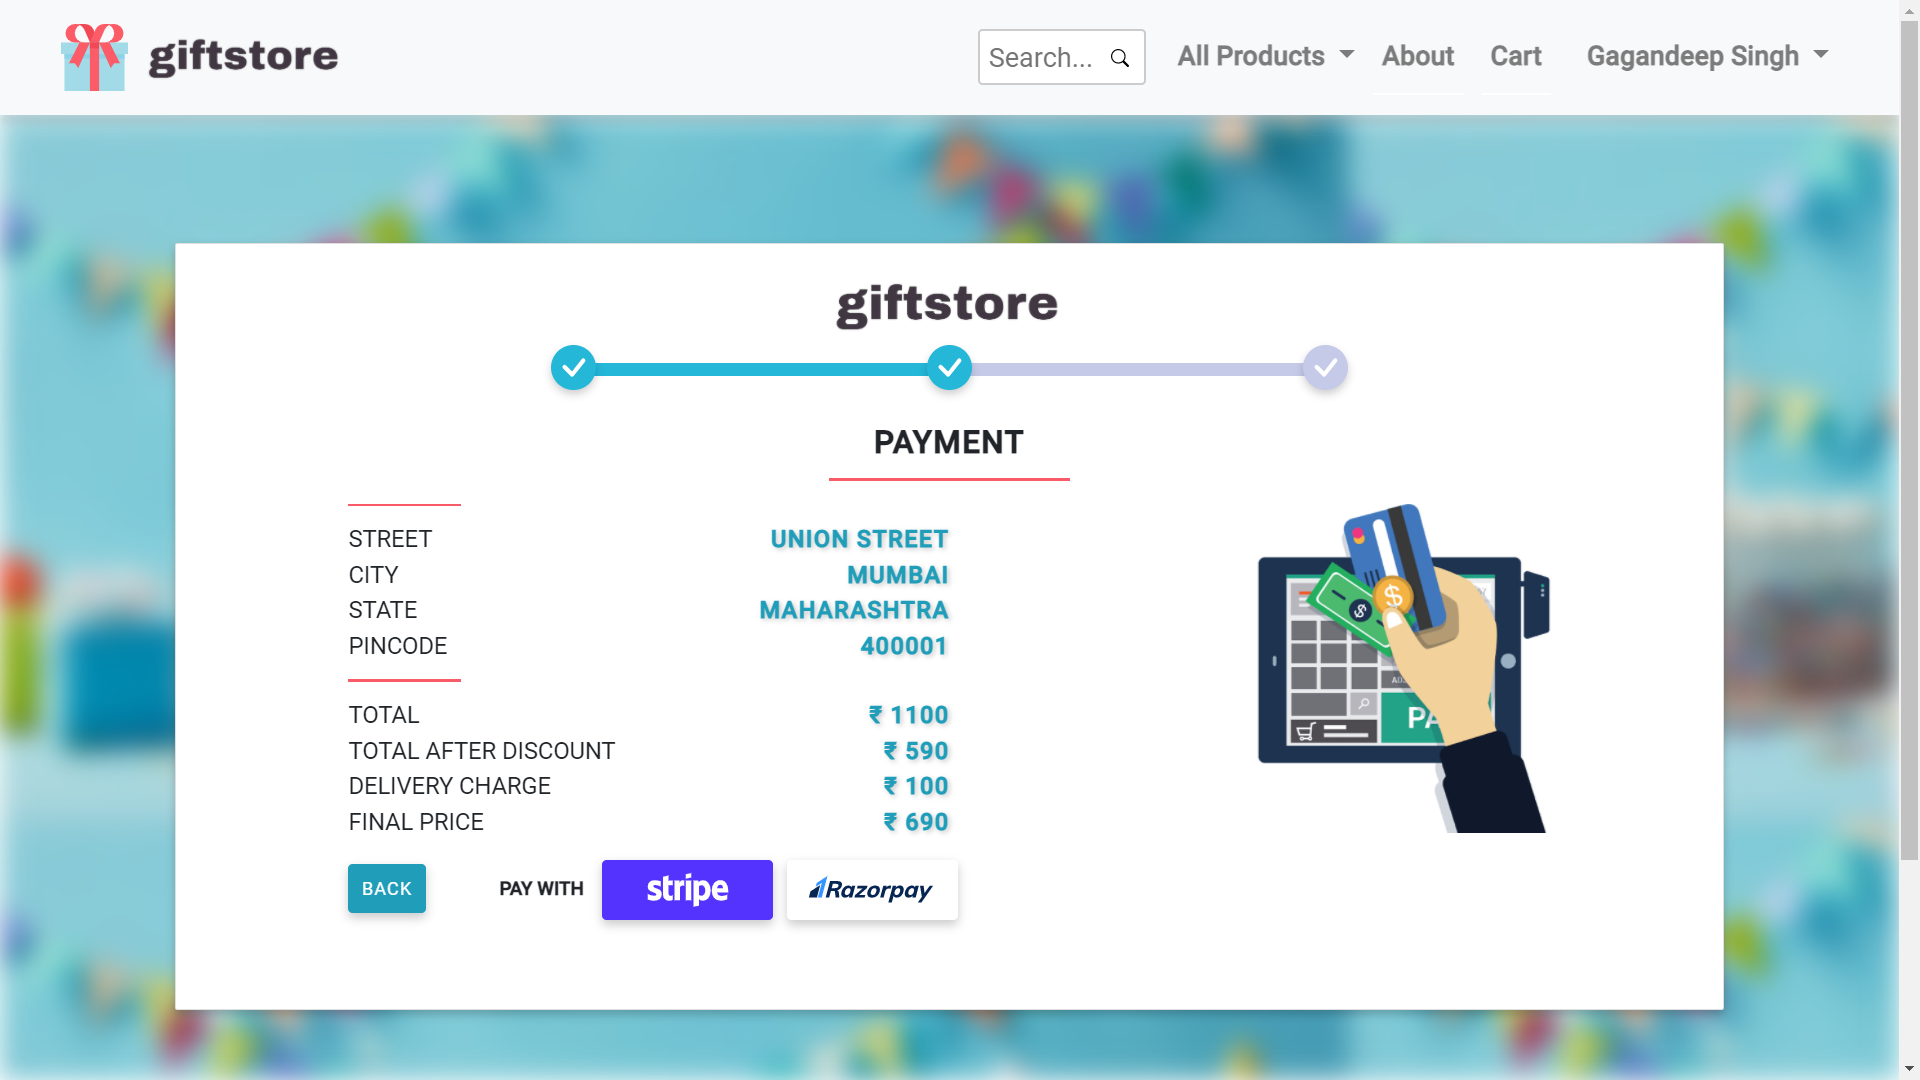 giftstore
Search...
All Products
About
Cart
Gagandeep Singh
giftstore
PAYMENT
STREET UNION STREET
CITY MUMBAI
STATE MAHARASHTRA
PINCODE 400001
TOTAL ₹ 1100
TOTAL AFTER DISCOUNT ₹ 590
DELIVERY CHARGE ₹ 100
FINAL PRICE ₹ 690
BACK
PAY WITH
stripe
Razorpay